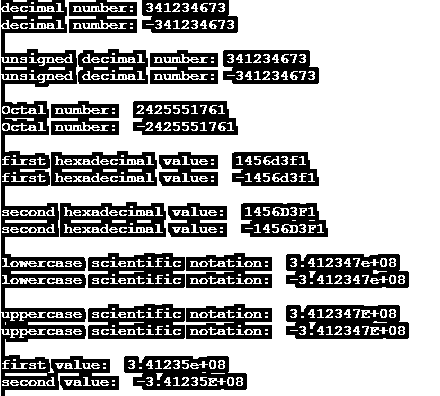 decimal number: 341234673
decimal number: -341234673
unsigned decimal number: 341234673
unsigned decimal number: -341234673
Octal number: 2425551761
Octal number: -2425551761
first hexadecimal value: 1456d3f1
first hexadecimal value: -1456d3f1
second hexadecimal value: 1456D3F1
second hexadecimal value: -1456D3F1
lowercase scientific notation: 3.412347e+08
lowercase scientific notation: -3.412347e+08
uppercase scientific notation: 3.412347E+08
uppercase scientific notation: -3.412347E+08
first value: 3.41235e+08
second value: -3.41235E+08